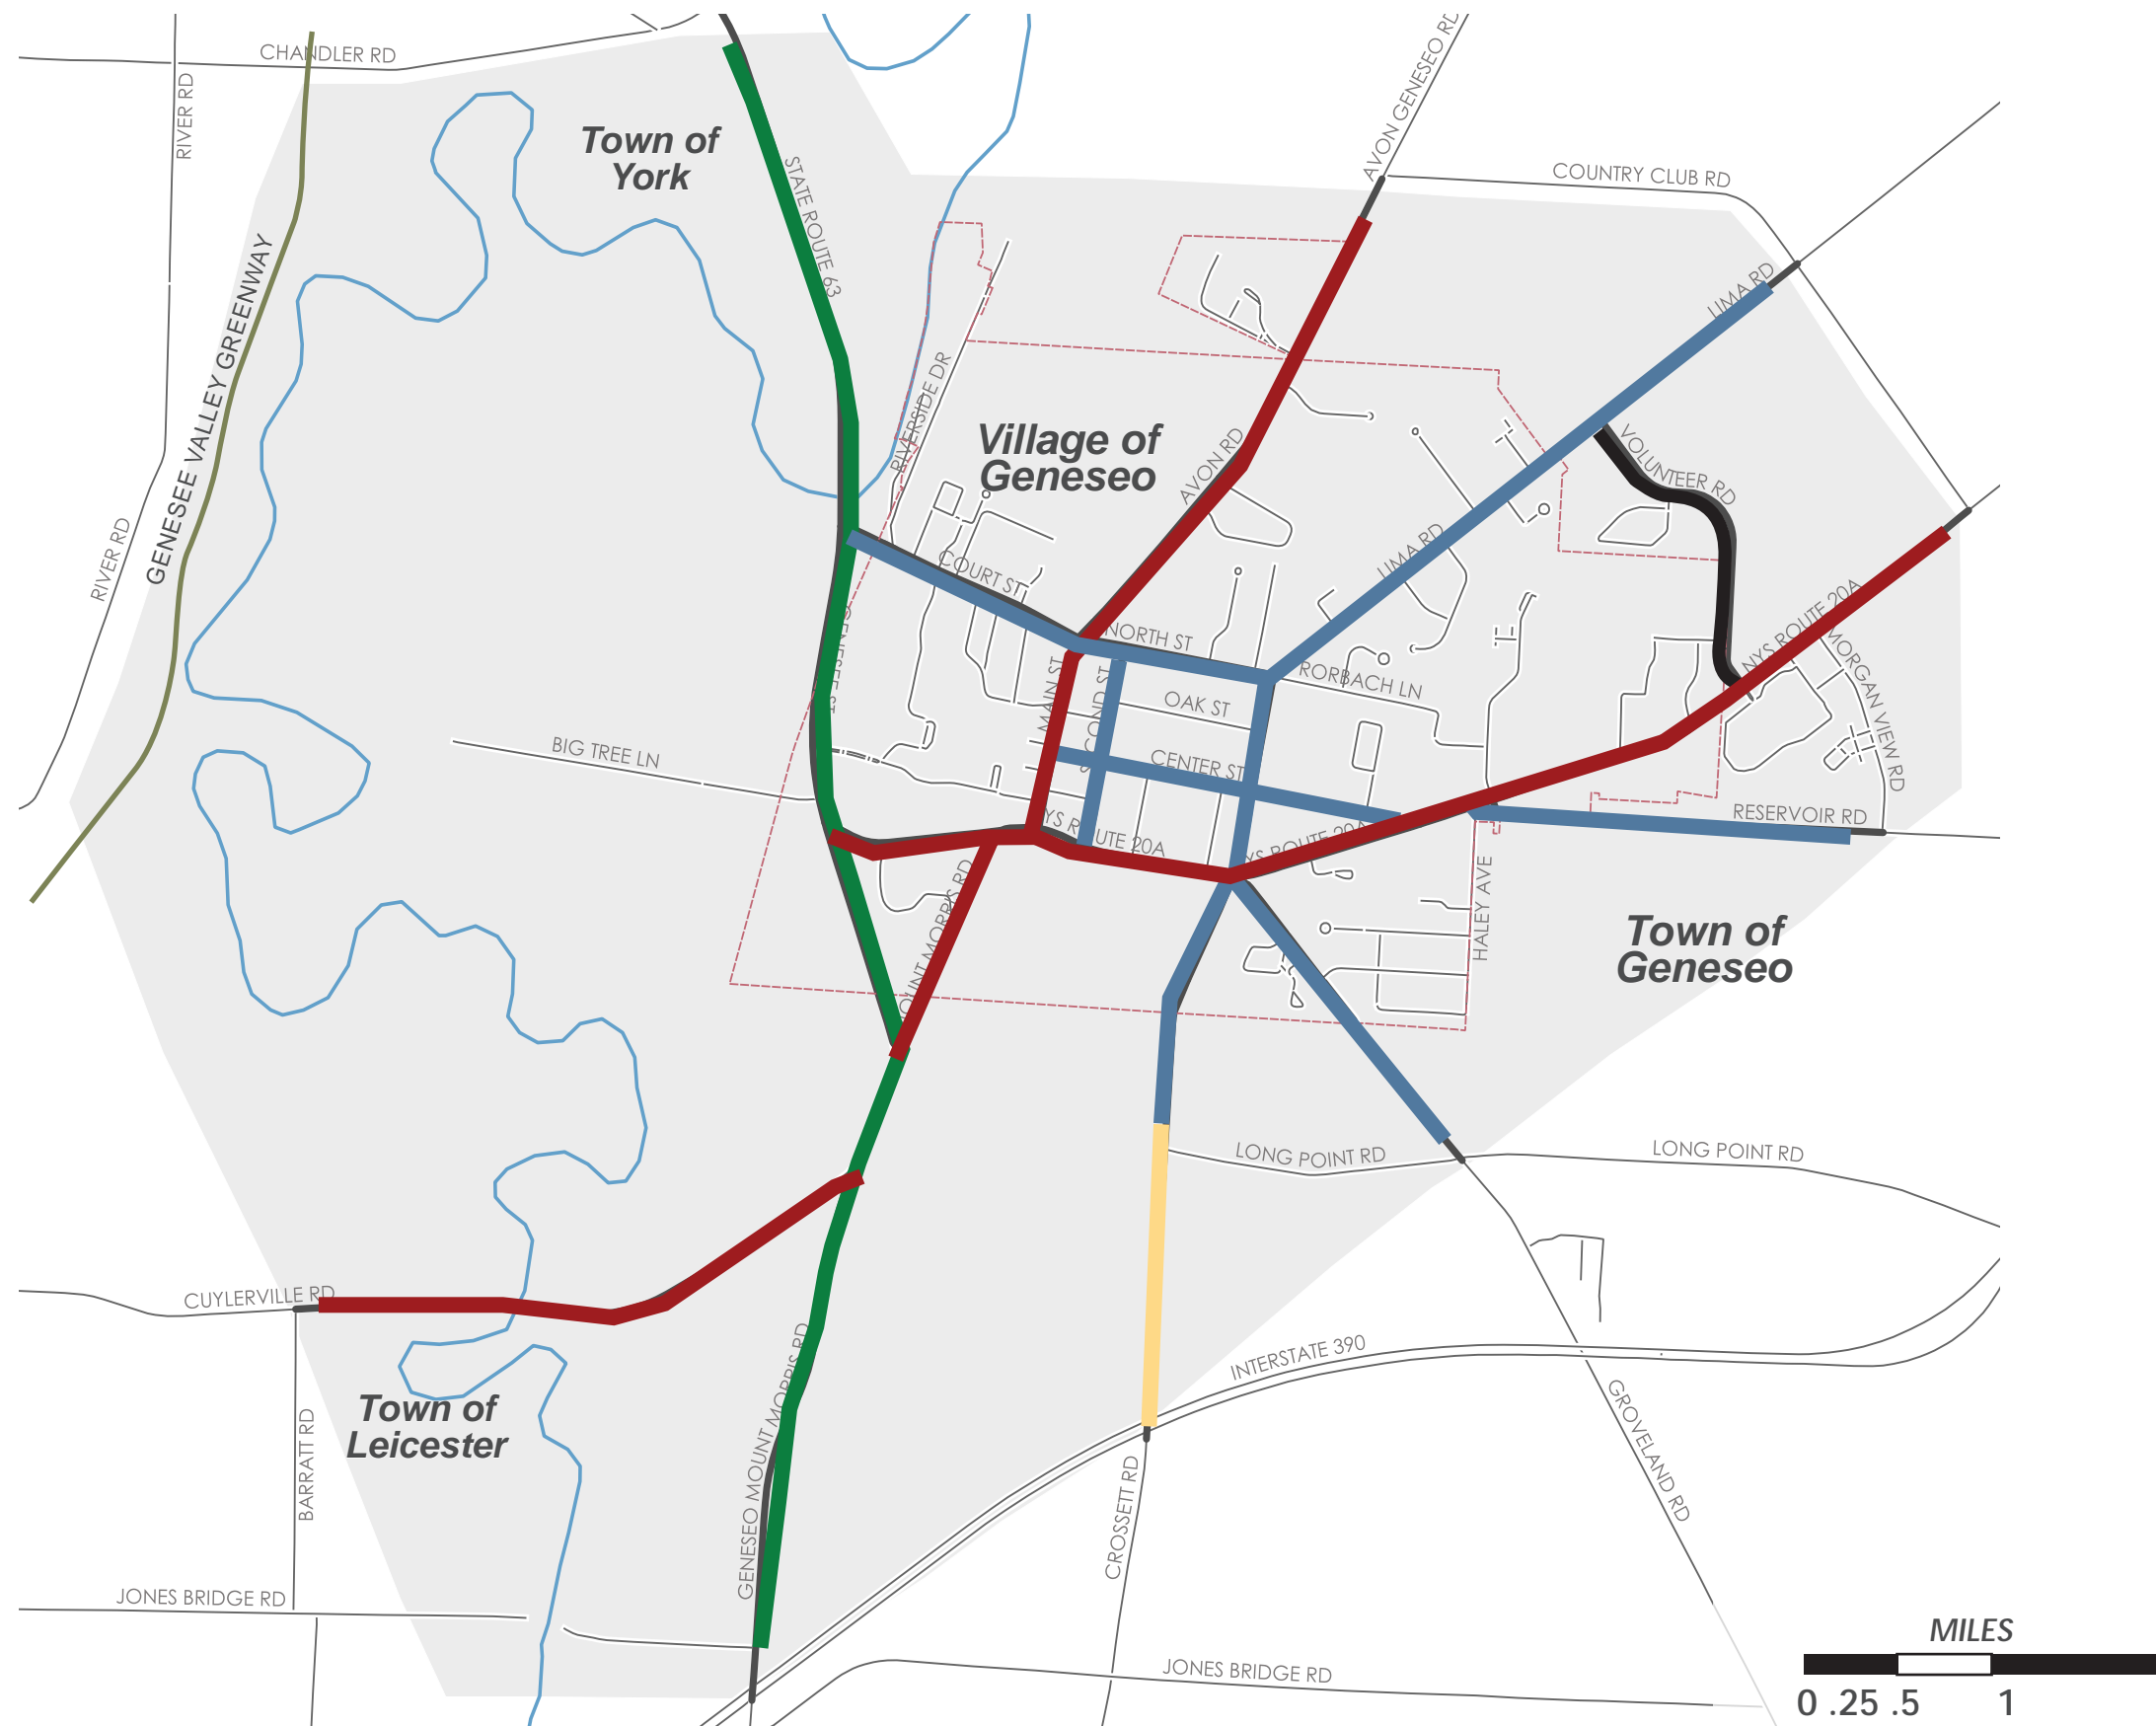 CHANDLER RD
RIVER RD
Town of
York
STATE ROUTE 63
AVON GENESEO RD
COUNTRY CLUB RD
LIMA RD
GENESEE VALLEY GREENWAY
RIVERSIDE DR
Village of
Geneseo
AVON RD
VOLUNTEER RD
RIVER RD
COURT ST
LIMA RD
NORTH ST
GENESEE ST
MAIN ST
SECOND ST
OAK ST
RORBACH LN
NYS ROUTE 20A
MORGAN VIEW RD
BIG TREE LN
CENTER ST
RESERVOIR RD
NYS ROUTE 20A
NYS ROUTE 20A
MOUNT MORRIS RD
HALEY AVE
Town of
Geneseo
LONG POINT RD
LONG POINT RD
CUYLERVILLE RD
INTERSTATE 390
GENESEO MOUNT MORRIS RD
Town of
Leicester
BARRATT RD
CROSSETT RD
GROVELAND RD
JONES BRIDGE RD
JONES BRIDGE RD
MILES
0 .25 .5 1